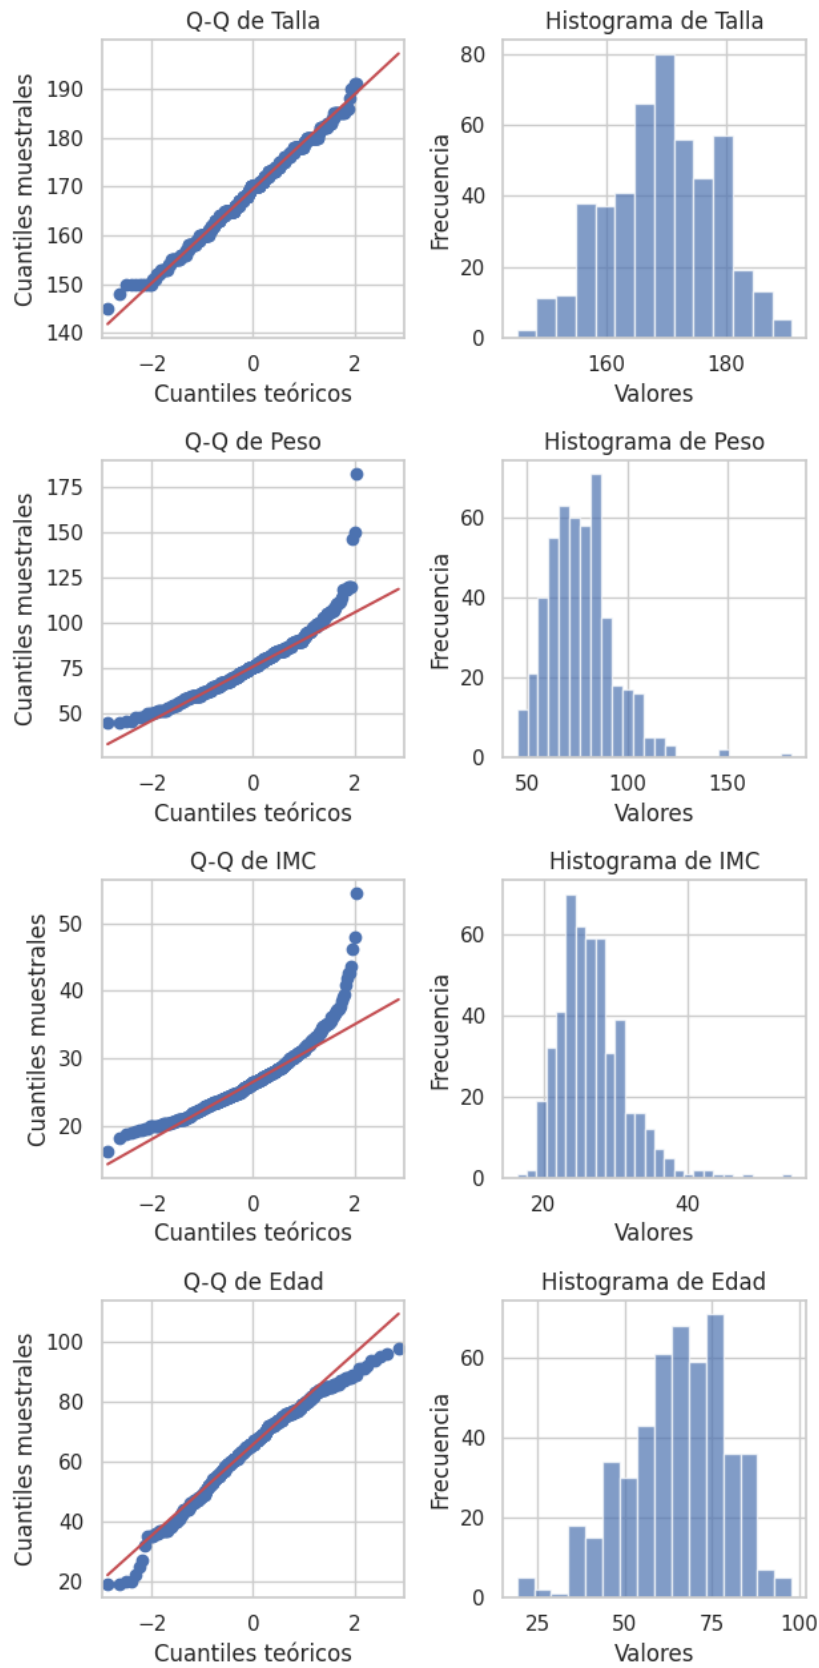 Q-Q de Talla
Histograma de Talla
Cuantiles muestrales
190
180
170
160
150
140
−2
0
2
Cuantiles teóricos
Frecuencia
80
60
40
20
0
160
180
Valores
Q-Q de Peso
Histograma de Peso
Cuantiles muestrales
175
150
125
100
75
50
−2
0
2
Cuantiles teóricos
Frecuencia
60
40
20
0
50
100
150
Valores
Q-Q de IMC
Histograma de IMC
Cuantiles muestrales
50
40
30
20
−2
0
2
Cuantiles teóricos
Frecuencia
60
40
20
0
20
40
Valores
Q-Q de Edad
Histograma de Edad
Cuantiles muestrales
100
80
60
40
20
−2
0
2
Cuantiles teóricos
Frecuencia
60
40
20
0
25
50
75
100
Valores